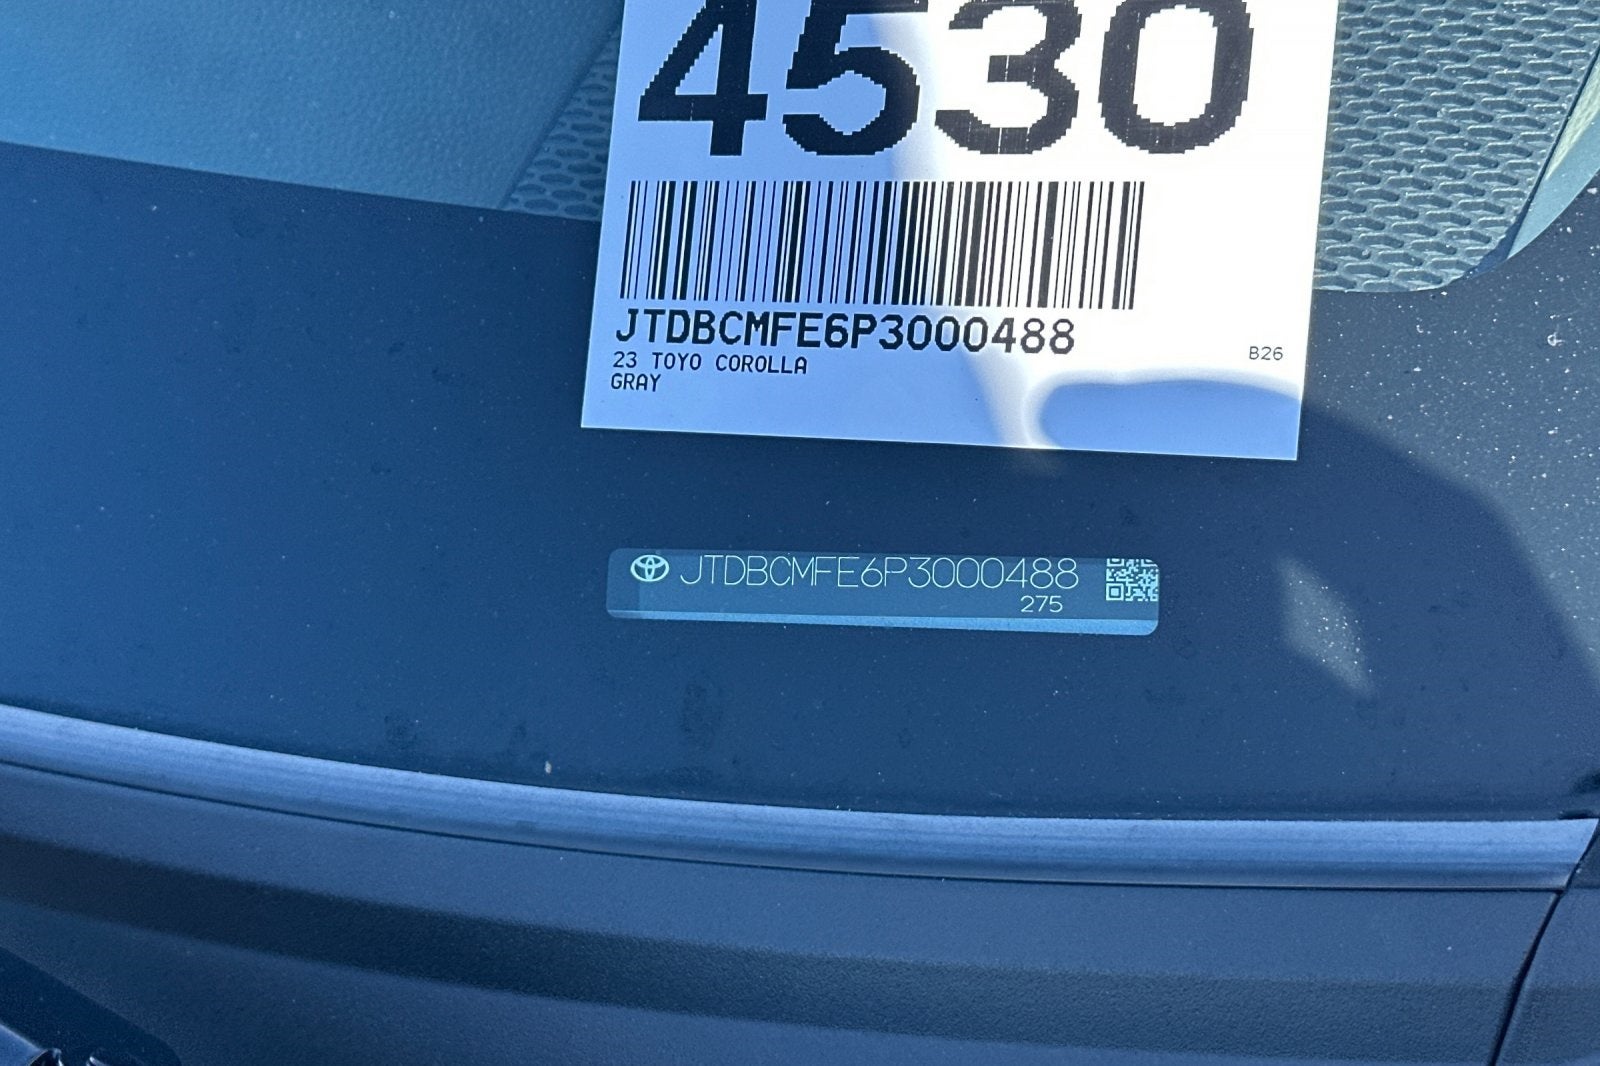 4530
JTDBCMFE6P3000488
23 TOYO COROLLA
B26
GRAY
JTDBCMFE6P3000488
275